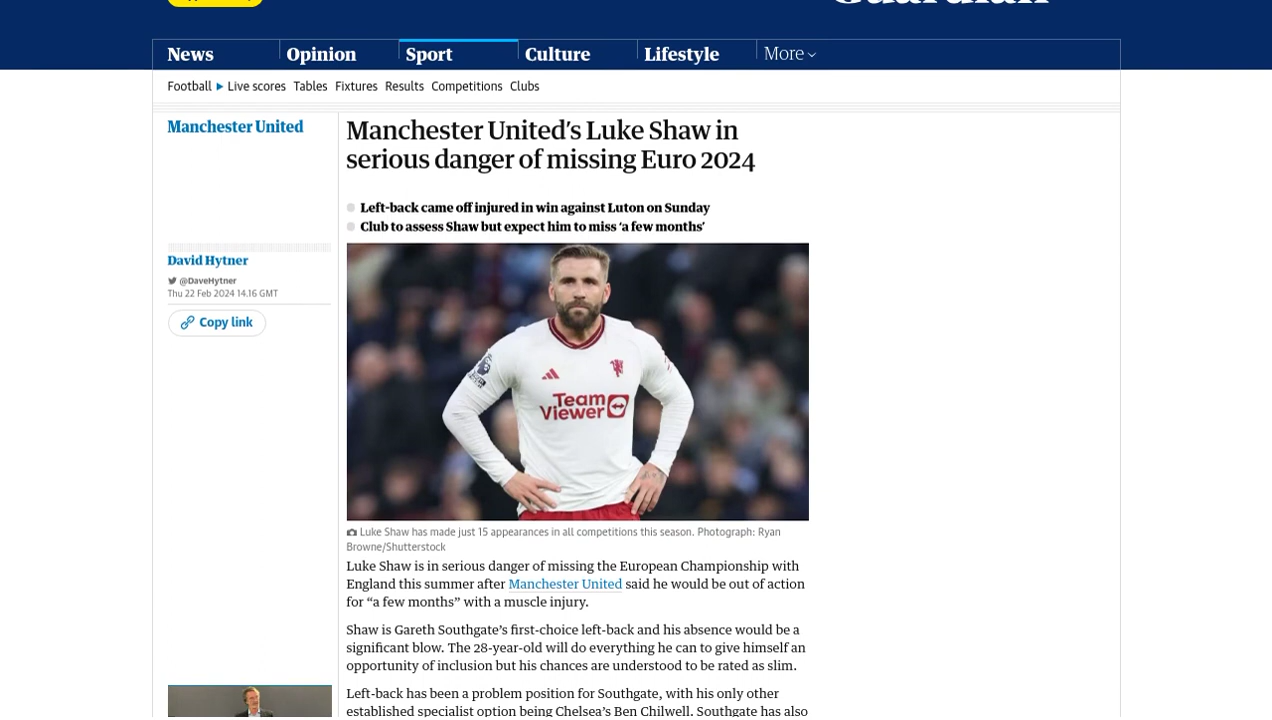 News
Opinion
Sport
Culture
Lifestyle
More
Football
Live scores
Tables
Fixtures
Results
Competitions
Clubs
Manchester United
Manchester United’s Luke Shaw in
serious danger of missing Euro 2024
Left-back came off injured in win against Luton on Sunday
Club to assess Shaw but expect him to miss ‘a few months’
David Hytner
@DaveHytner
Thu 22 Feb 2024 14.16 GMT
Copy link
Team
Viewer
Luke Shaw has made just 15 appearances in all competitions this season. Photograph: Ryan
Browne/Shutterstock
Luke Shaw is in serious danger of missing the European Championship with
England this summer after Manchester United said he would be out of action
for “a few months” with a muscle injury.
Shaw is Gareth Southgate’s first-choice left-back and his absence would be a
significant blow. The 28-year-old will do everything he can to give himself an
opportunity of inclusion but his chances are understood to be rated as slim.
Left-back has been a problem position for Southgate, with his only other
established specialist option being Chelsea’s Ben Chilwell. Southgate has also